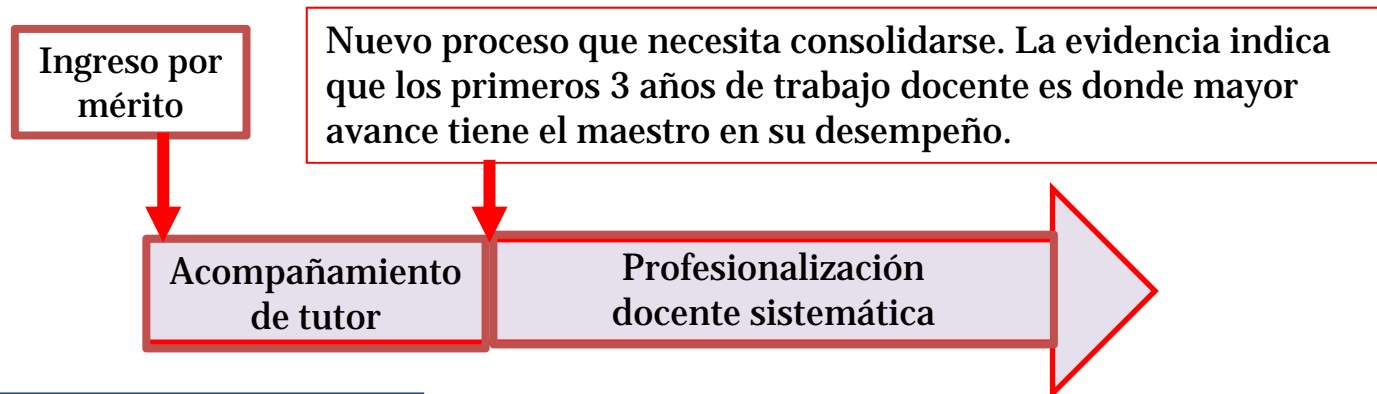 Ingreso por
mérito
Nuevo proceso que necesita consolidarse. La evidencia indica
que los primeros 3 años de trabajo docente es donde mayor
avance tiene el maestro en su desempeño.
Acompañamiento
de tutor
Profesionalización
docente sistemática